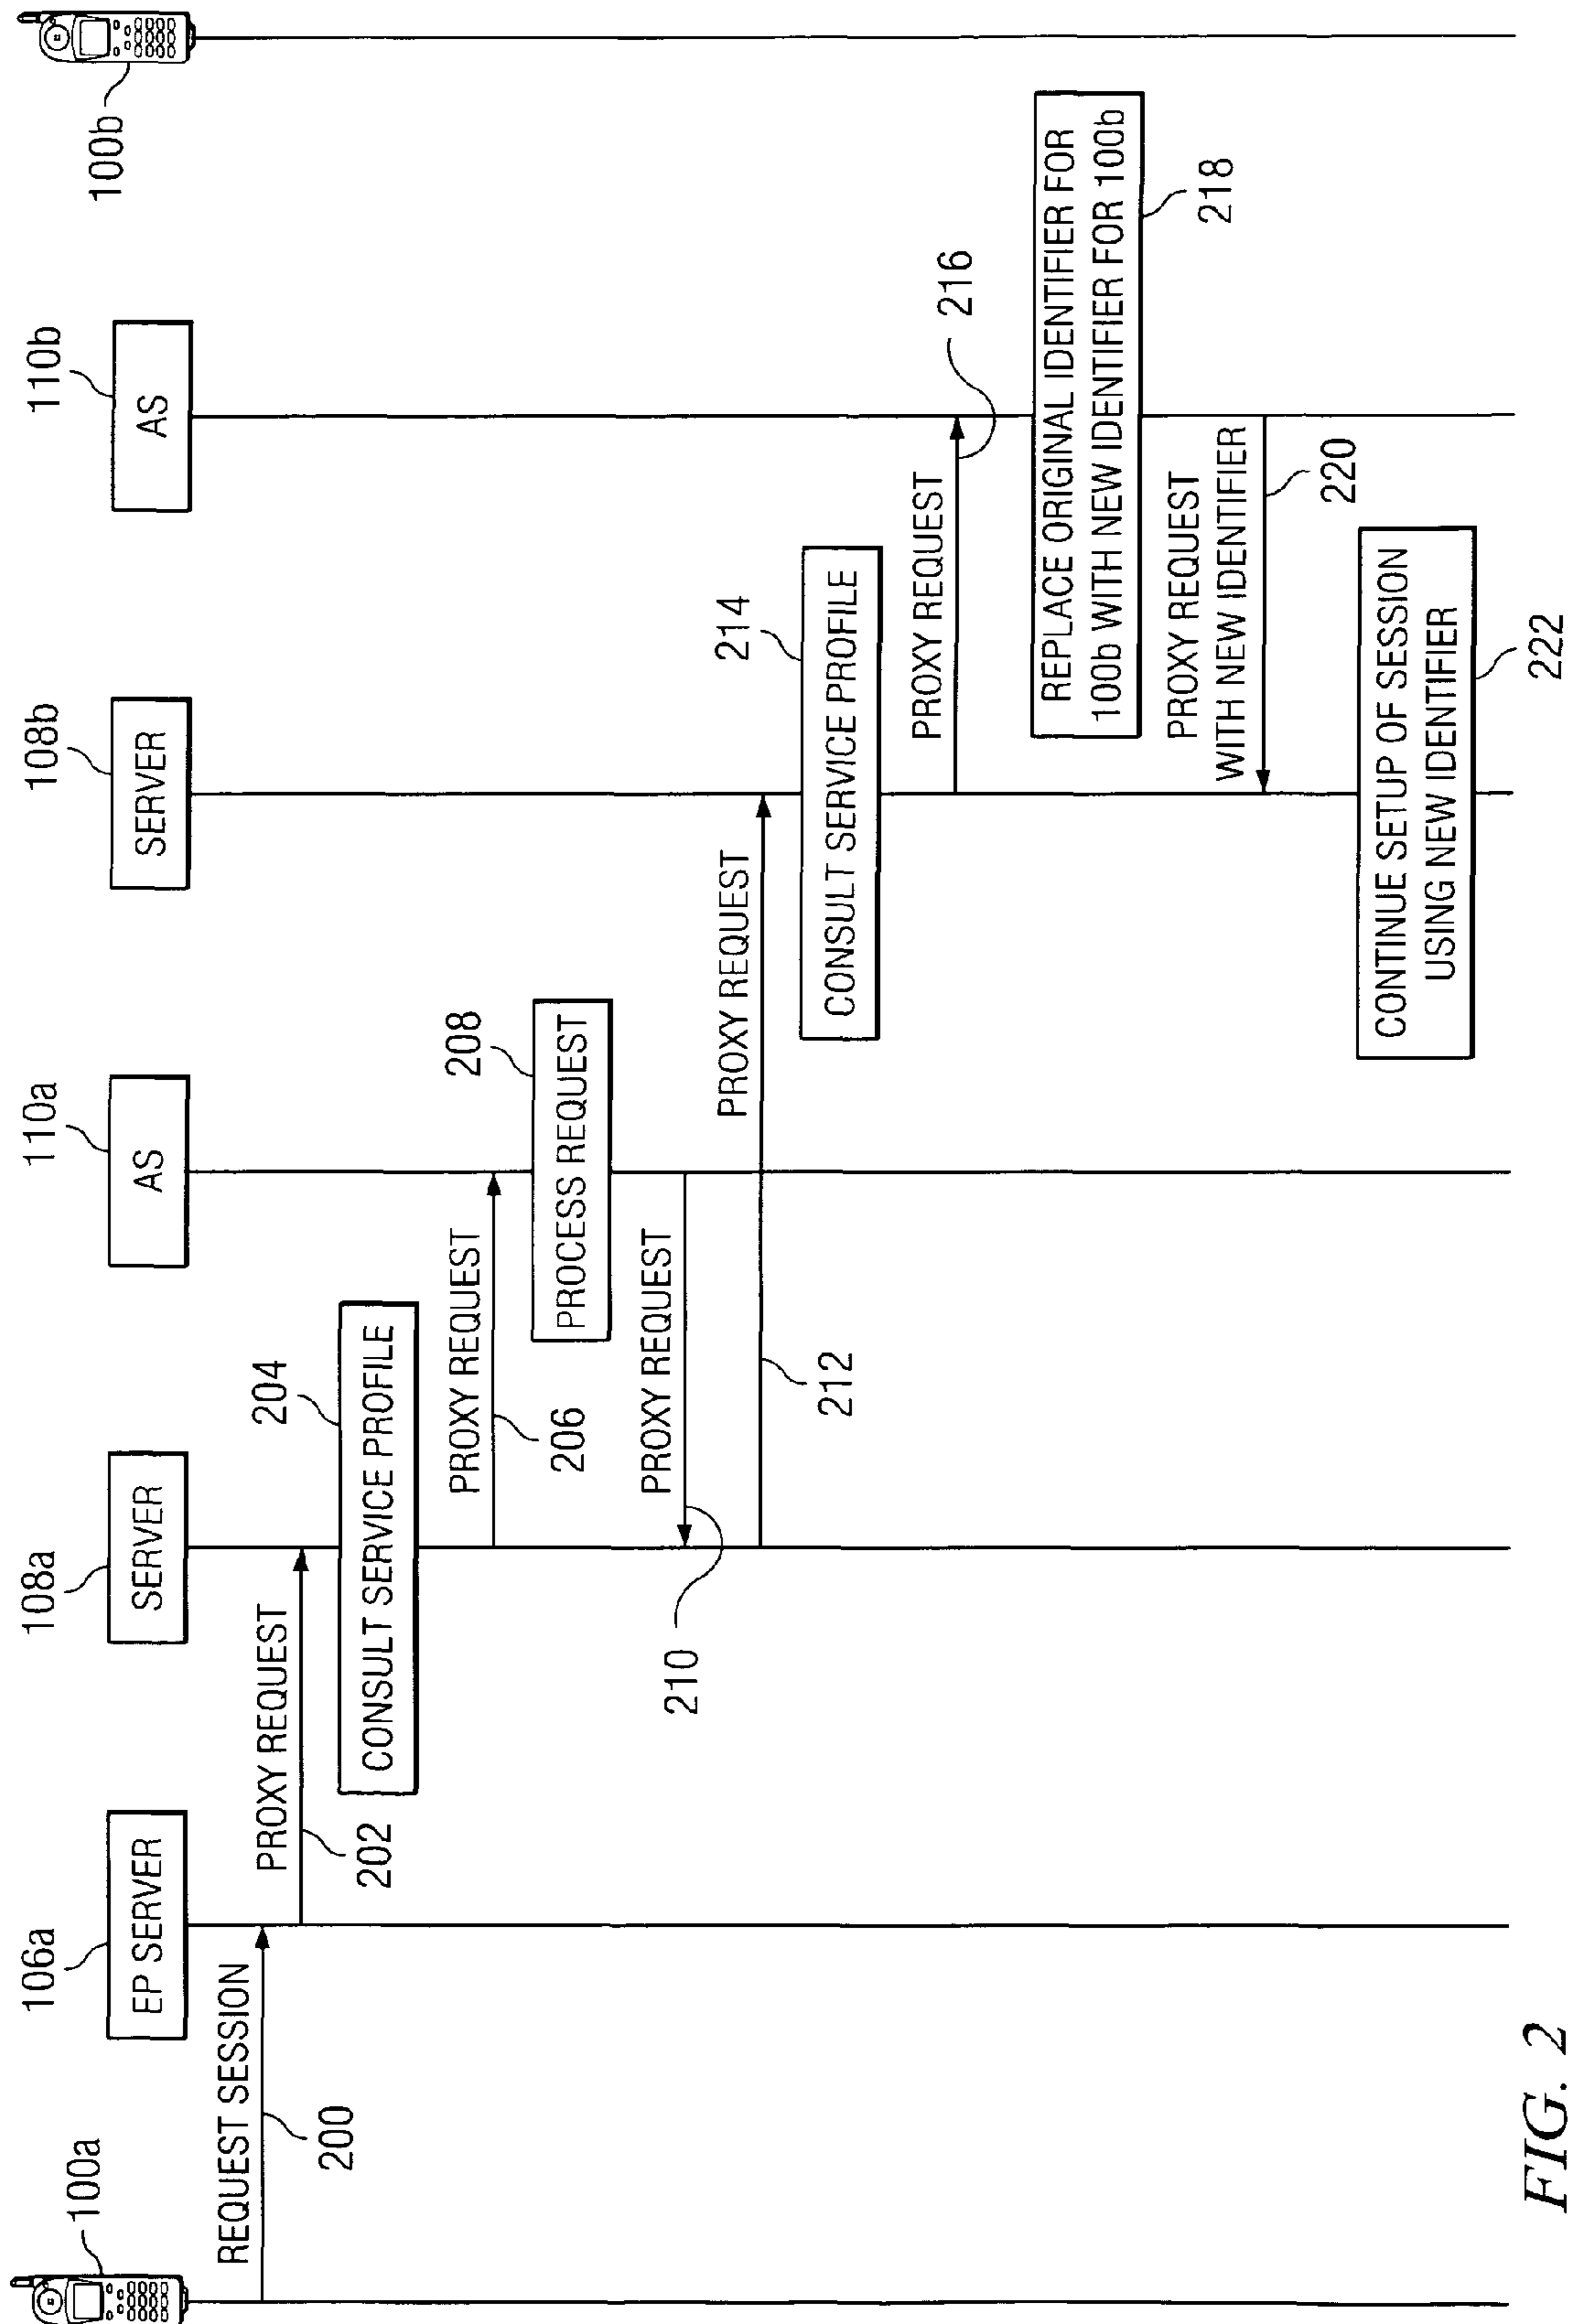 100a
106a
108a
110a
108b
110b
100b
EP SERVER
SERVER
AS
SERVER
AS
REQUEST SESSION
200
PROXY REQUEST
202
204
CONSULT SERVICE PROFILE
PROXY REQUEST
206
208
PROCESS REQUEST
PROXY REQUEST
210
PROXY REQUEST
212
214
CONSULT SERVICE PROFILE
PROXY REQUEST
216
REPLACE ORIGINAL IDENTIFIER FOR
100b WITH NEW IDENTIFIER FOR 100b
218
PROXY REQUEST
WITH NEW IDENTIFIER
220
CONTINUE SETUP OF SESSION
USING NEW IDENTIFIER
222
FIG. 2